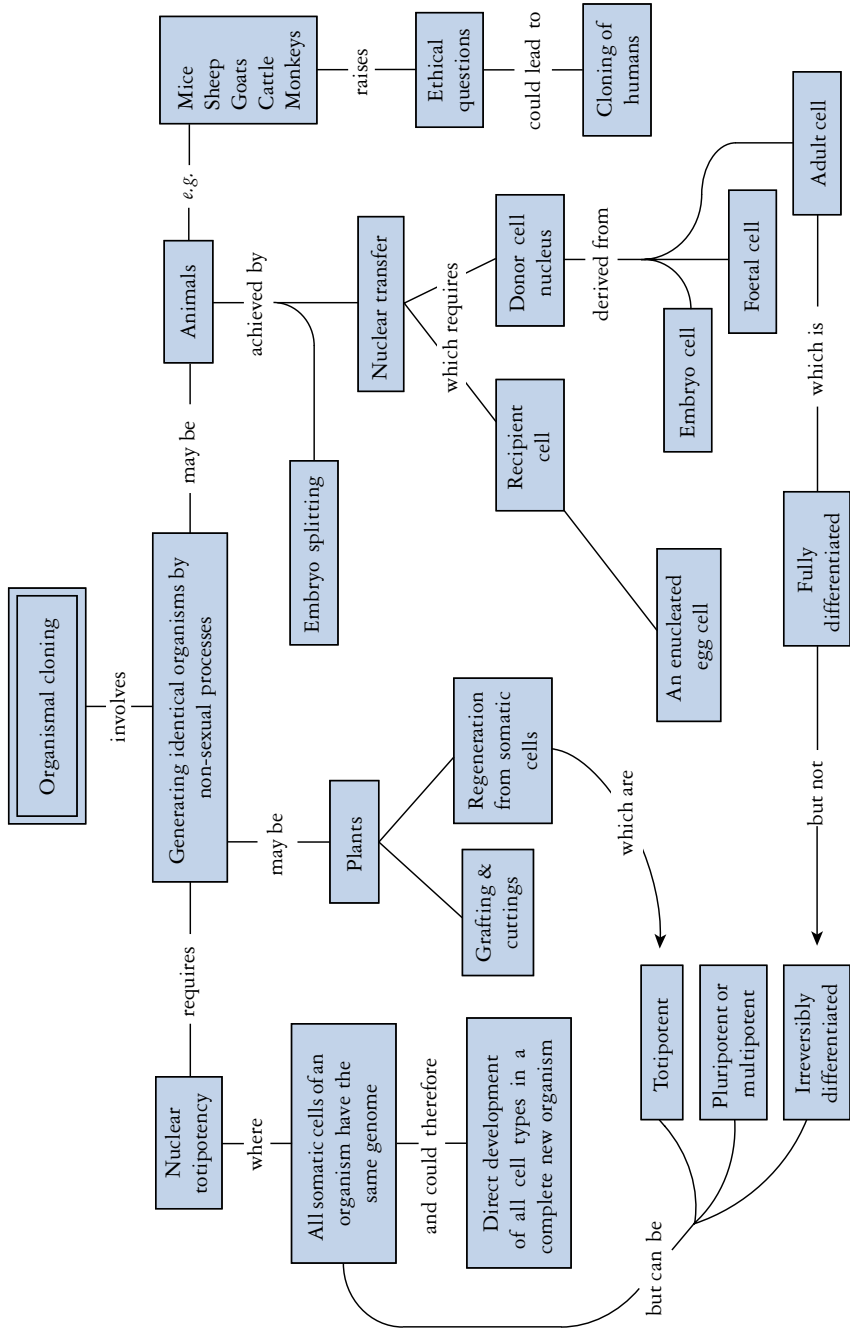 Organismal cloning
involves
Generating identical organisms by
non-sexual processes
requires
may be
may be
Nuclear
totipotency
where
All somatic cells of an
organism have the
same genome
and could therefore
Direct development
of all cell types in a
complete new organism
but can be
Totipotent
Pluripotent or
multipotent
Irreversibly
differentiated
Plants
Grafting &
cuttings
Regeneration
from somatic
cells
which are
Animals
e.g.
Mice
Sheep
Goats
Cattle
Monkeys
raises
Ethical
questions
could lead to
Cloning of
humans
achieved by
Embryo splitting
Nuclear transfer
which requires
Recipient
cell
An enucleated
egg cell
Donor cell
nucleus
derived from
Embryo cell
Foetal cell
Adult cell
which is
Fully
differentiated
but not